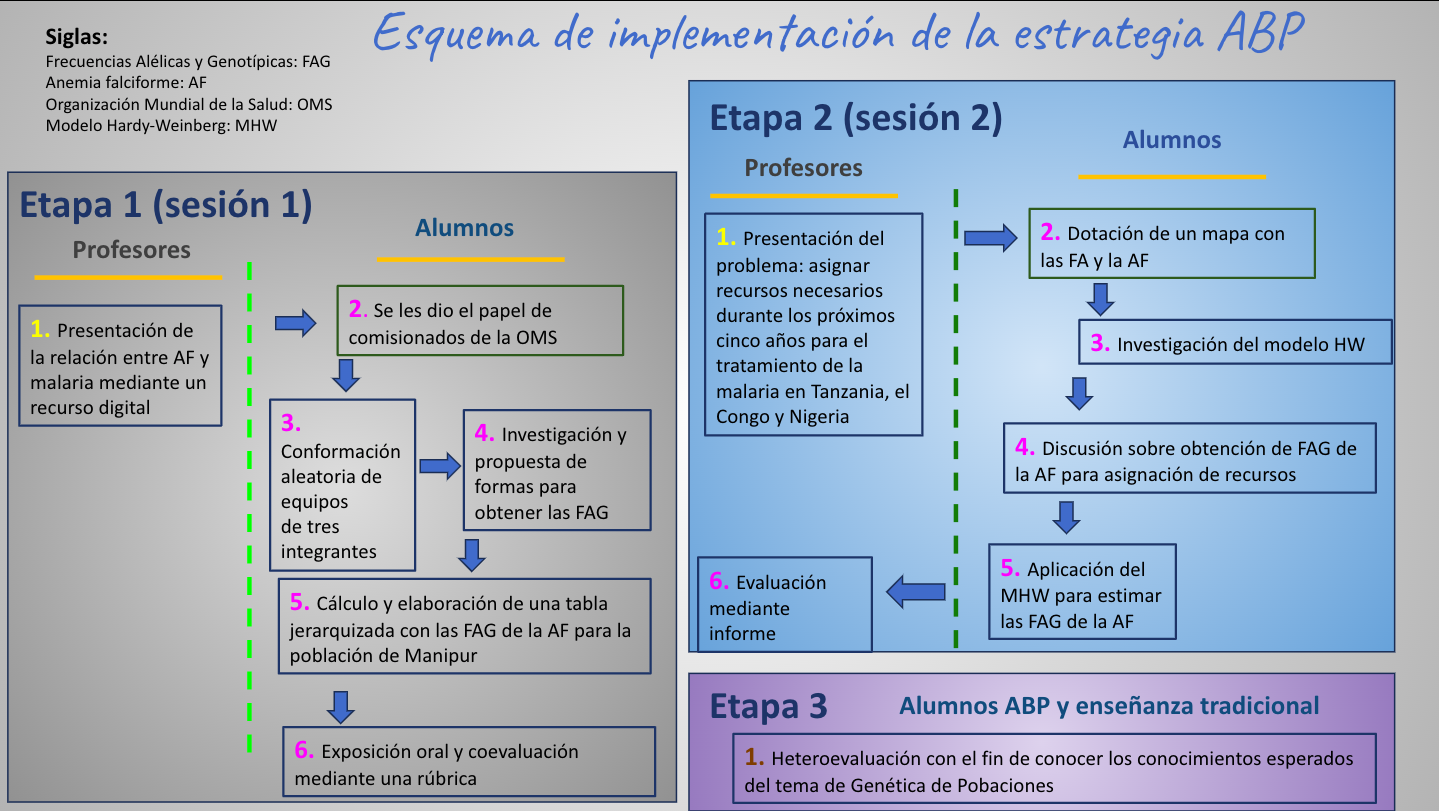 Esquema de implementación de la estrategia ABP
Siglas:
Frecuencias Alélicas y Genotípicas: FAG
Anemia falciforme: AF
Organización Mundial de la Salud: OMS
Modelo Hardy-Weinberg: MHW
Etapa 1 (sesión 1)
Profesores
Alumnos
1. Presentación de
la relación entre AF y
malaria mediante un
recurso digital
2. Se les dio el papel de
comisionados de la OMS
3.
Conformación
aleatoria de
equipos
de tres
integrantes
4. Investigación y
propuesta de
formas para
obtener las FAG
5. Cálculo y elaboración de una tabla
jerarquizada con las FAG de la AF para la
población de Manipur
6. Exposición oral y coevaluación
mediante una rúbrica
Etapa 2 (sesión 2)
Profesores
Alumnos
1. Presentación del
problema: asignar
recursos necesarios
durante los próximos
cinco años para el
tratamiento de la
malaria en Tanzania, el
Congo y Nigeria
2. Dotación de un mapa con
las FA y la AF
3. Investigación del modelo HW
4. Discusión sobre obtención de FAG de
la AF para asignación de recursos
5. Aplicación del
MHW para estimar
las FAG de la AF
6. Evaluación
mediante
informe
Etapa 3
Alumnos ABP y enseñanza tradicional
1. Heteroevaluación con el fin de conocer los conocimientos esperados
del tema de Genética de Pobaciones